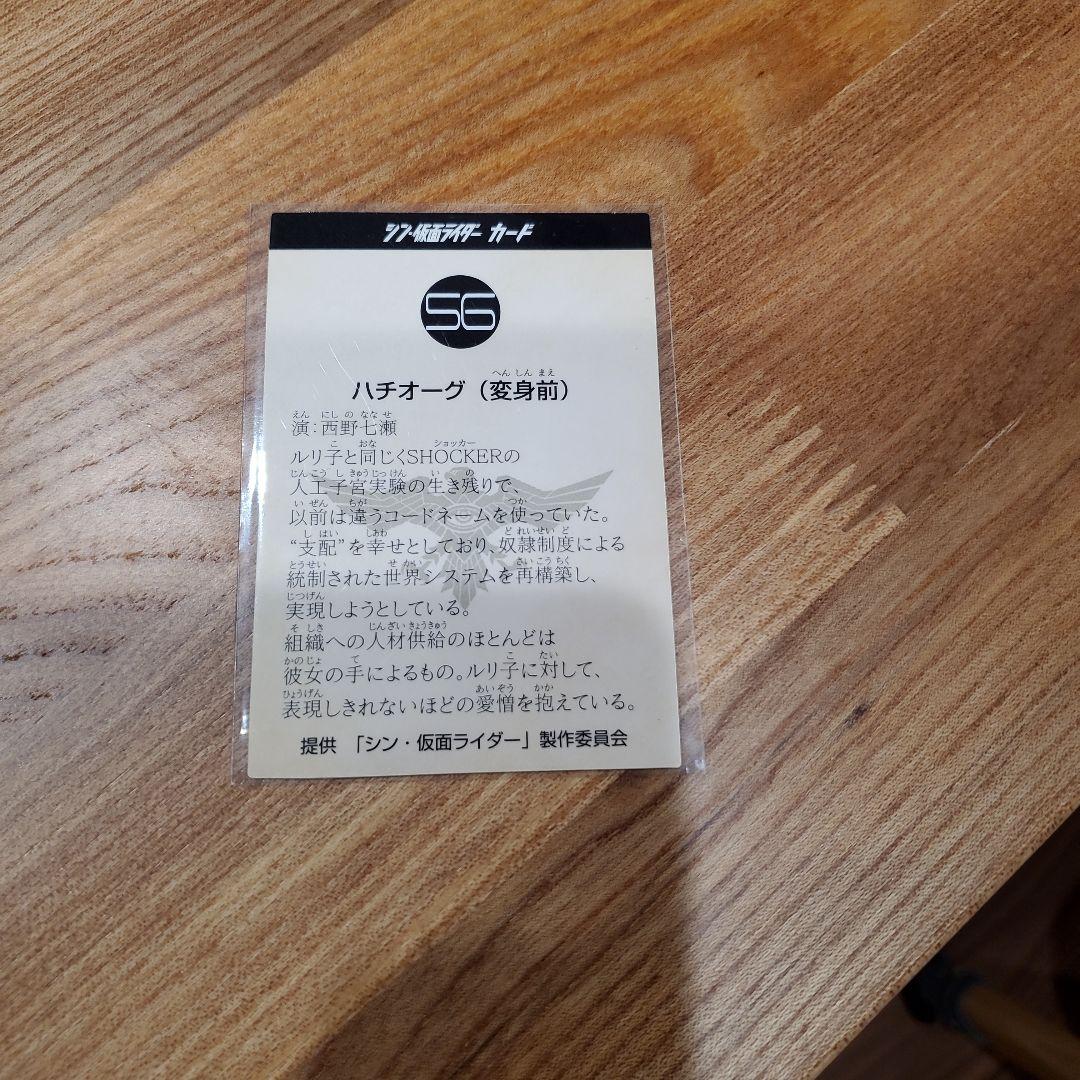 シン・仮面ライダー カード
56
へんしんまえ
ハチオーグ（変身前）
えん にしのななせ
演：西野七瀬
こ おな ショッカー
ルリ子と同じくSHOCKERの
じんこうしきゅうじっけん い の
人工子宮実験の生き残りで、
いぜん ちが つか
以前は違うコードネームを使っていた。
しはい しあわ どれいせいど
“支配”を幸せとしており、奴隷制度による
とうせい せかい さいこうちく
統制された世界システムを再構築し、
じつげん
実現しようとしている。
そしき じんざいきょうきゅう
組織への人材供給のほとんどは
かのじょ て こ たい
彼女の手によるもの。ルリ子に対して、
ひょうげん あいぞう かか
表現しきれないほどの愛憎を抱えている。
提供 「シン・仮面ライダー」製作委員会